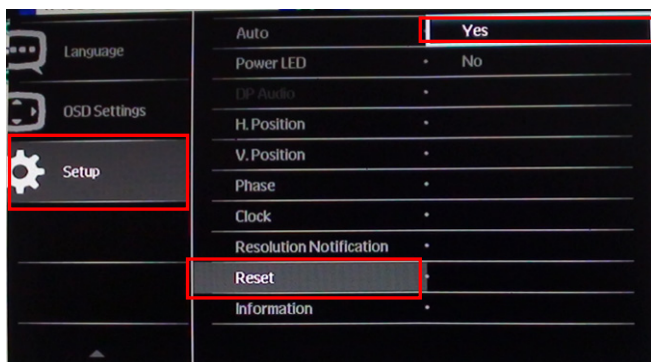 Language
OSD Settings
Setup
Auto
Power LED
DP Audio
H. Position
V. Position
Phase
Clock
Resolution Notification
Reset
Information
Yes
No